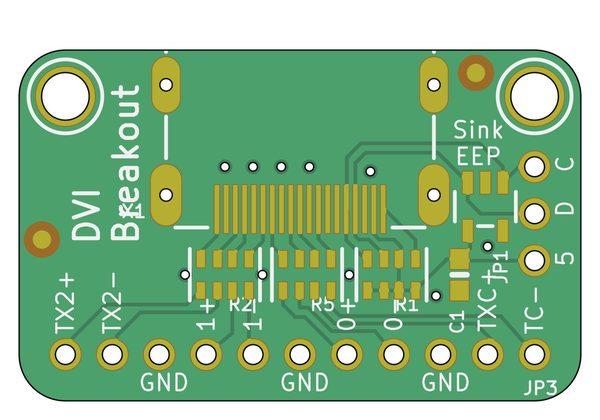 Sink
EEP
C
D
5
DVI
Breakout
JP1
TX2+
TX2-
1+
R2
1
R5
0+
0
R1
C1
TXC+
TC-
GND
GND
GND
JP3